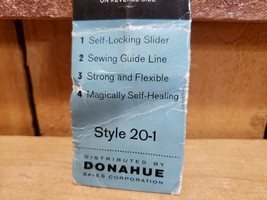 ON REVERSE SIDE
1 Self-Locking Slider
2 Sewing Guide Line
3 Strong and Flexible
4 Magically Self-Healing
Style 20-1
DISTRIBUTED BY
DONAHUE
SALES CORPORATION